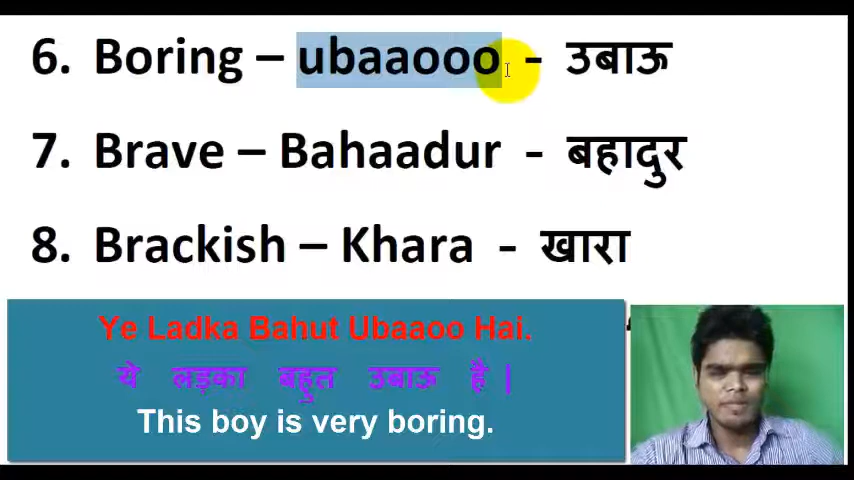 6. Boring – ubaaooo - उबाऊ
7. Brave – Bahaadur - बहादुर
8. Brackish – Khara - खारा
Ye Ladka Bahut Ubaaoo Hai.
ये लड़का बहुत उबाऊ है |
This boy is very boring.